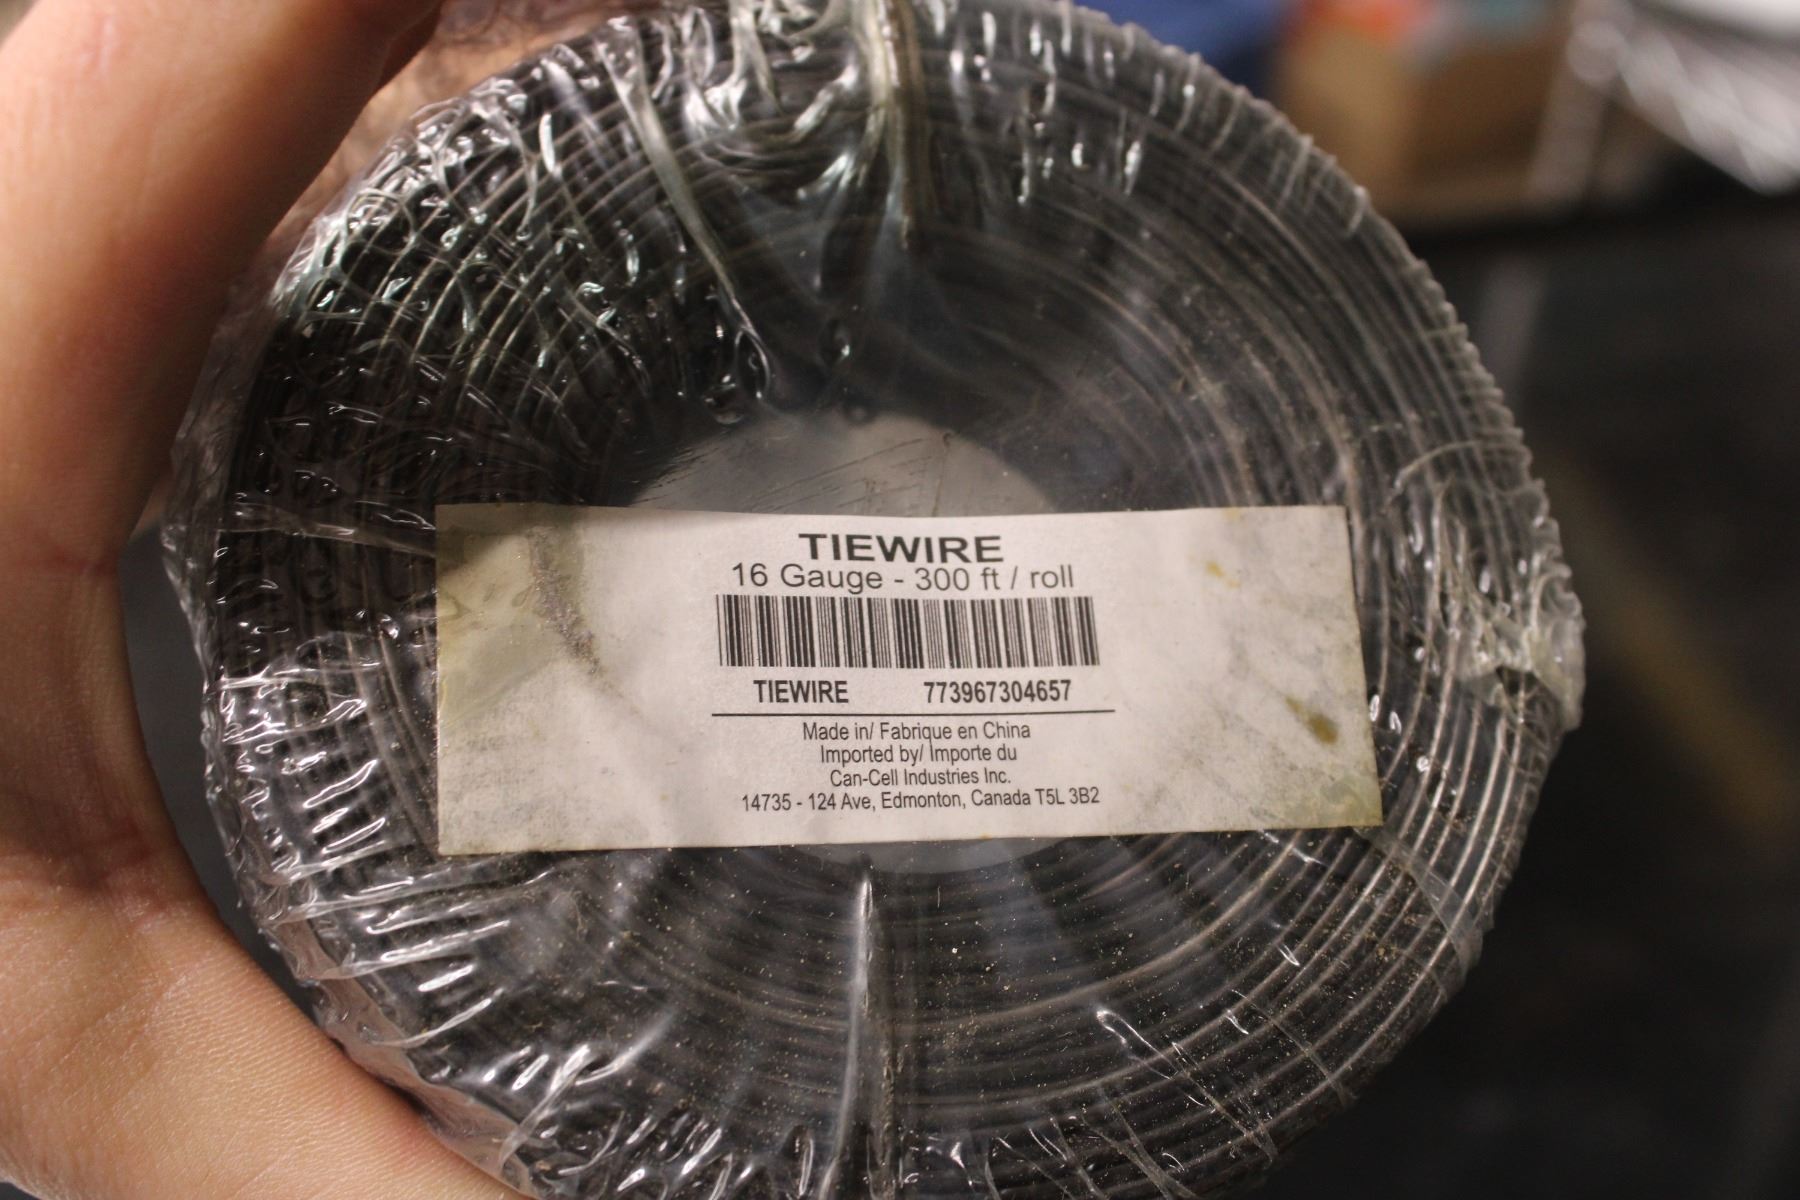 TIEWIRE
16 Gauge - 300 ft / roll
TIEWIRE 773967304657
Made in/ Fabrique en China
Imported by/ Importe du
Can-Cell Industries Inc.
14735 - 124 Ave, Edmonton, Canada T5L 3B2